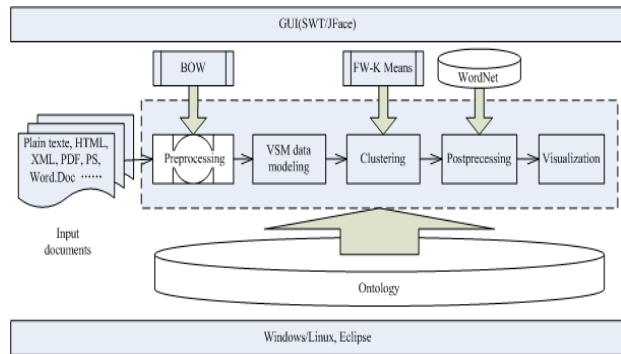 GUI(SWT/JFace)
BOW
FW-K Means
WordNet
Plain texte, HTML,
XML, PDF, PS,
Word.Doc ……
Preprocessing
VSM data
modeling
Clustering
Postprecessing
Visualization
Input
documents
Ontology
Windows/Linux, Eclipse